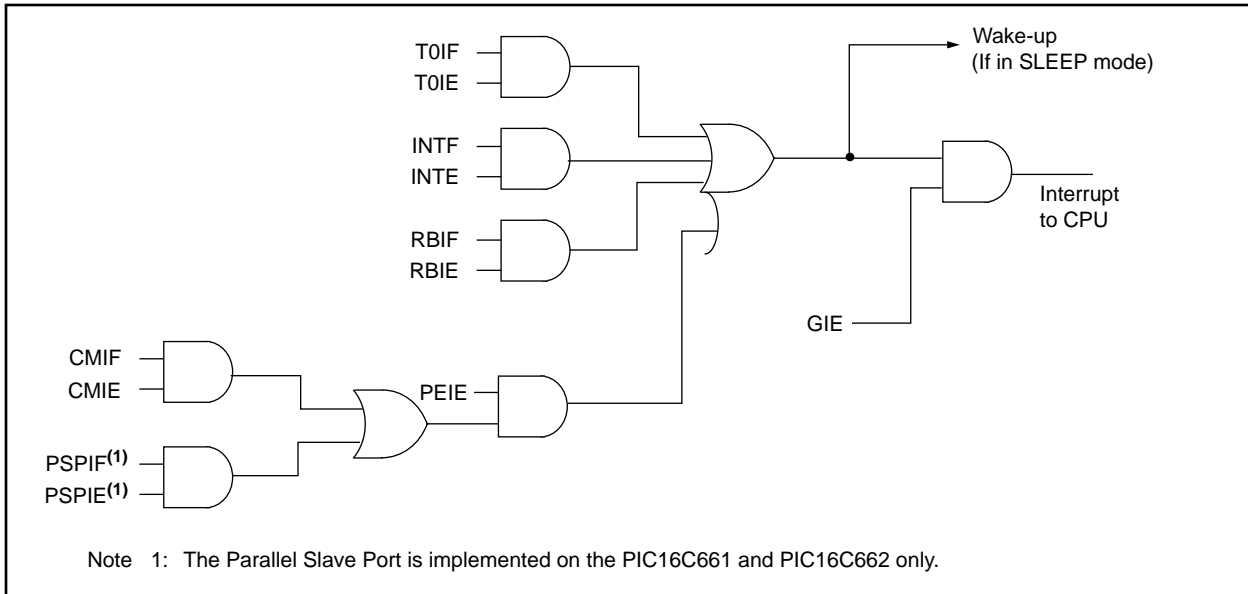 T0IF
T0IE
INTF
INTE
RBIF
RBIE
Wake-up
(If in SLEEP mode)
Interrupt
to CPU
GIE
CMIF
CMIE
PEIE
PSPIF(1)
PSPIE(1)
Note 1: The Parallel Slave Port is implemented on the PIC16C661 and PIC16C662 only.